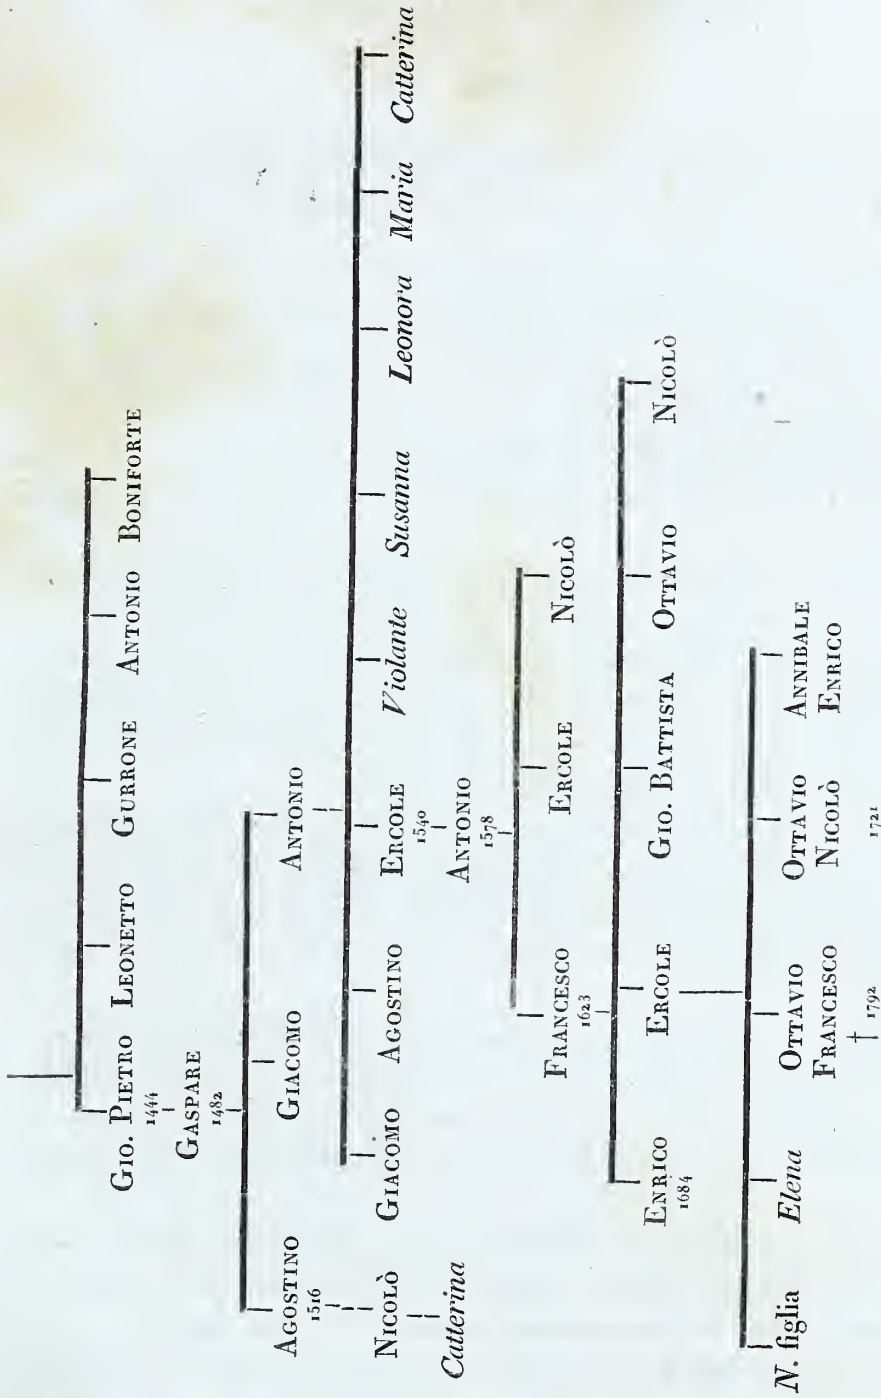 GIO. PIETRO LEONETTO GURRONE ANTONIO BONIFORTE
1444
GASPARE
1482
AGOSTINO GIACOMO ANTONIO
1516
NICOLÒ GIACOMO AGOSTINO ERCOLE Violante Susanna Leonora Maria Catterina
1540
Catterina ANTONIO
1578
FRANCESCO ERCOLE NICOLÒ
1623
ENRICO ERCOLE GIO. BATTISTA OTTAVIO NICOLÒ
1684
N. figlia Elena OTTAVIO OTTAVIO ANNIBALE
FRANCESCO NICOLÒ ENRICO
† 1792 1721